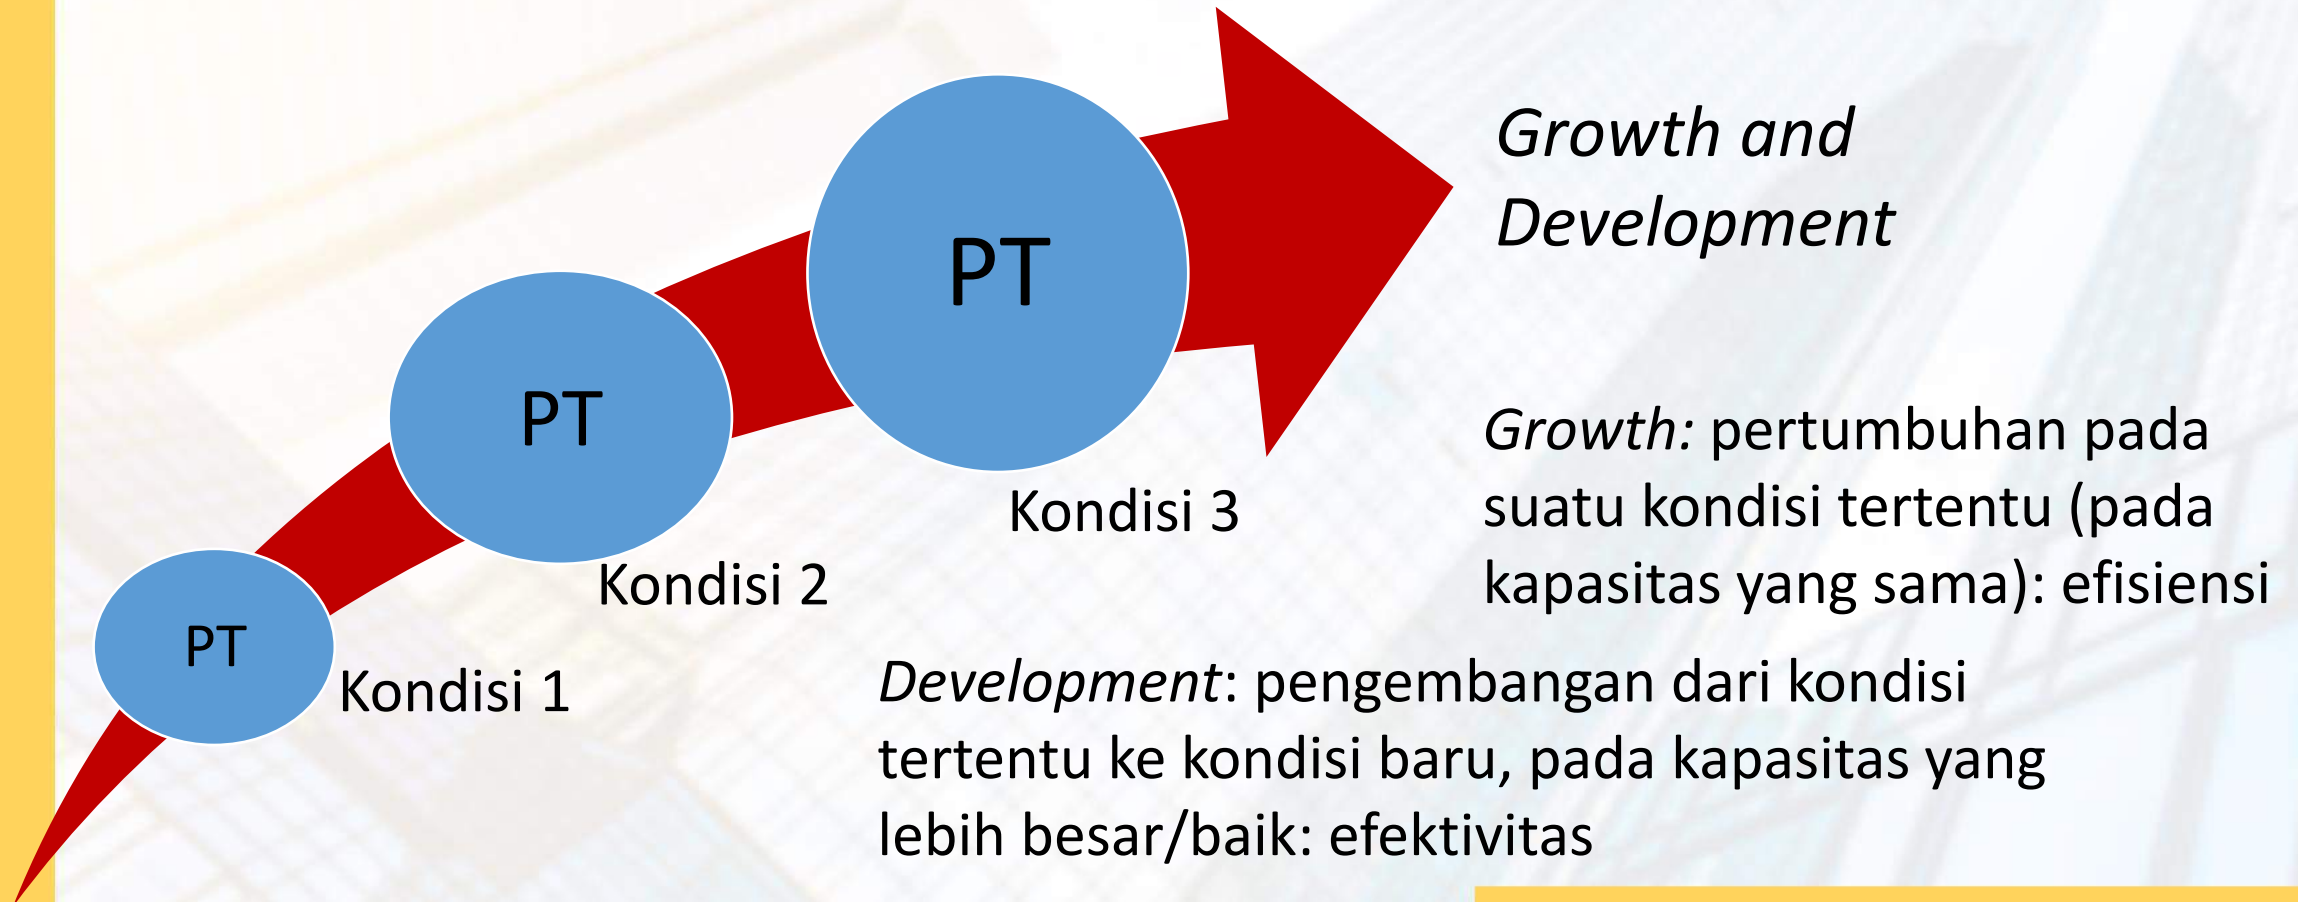 Growth and
Development
PT
PT
PT
Kondisi 3
Kondisi 2
Kondisi 1
Growth: pertumbuhan pada
suatu kondisi tertentu (pada
kapasitas yang sama): efisiensi
Development: pengembangan dari kondisi
tertentu ke kondisi baru, pada kapasitas yang
lebih besar/baik: efektivitas